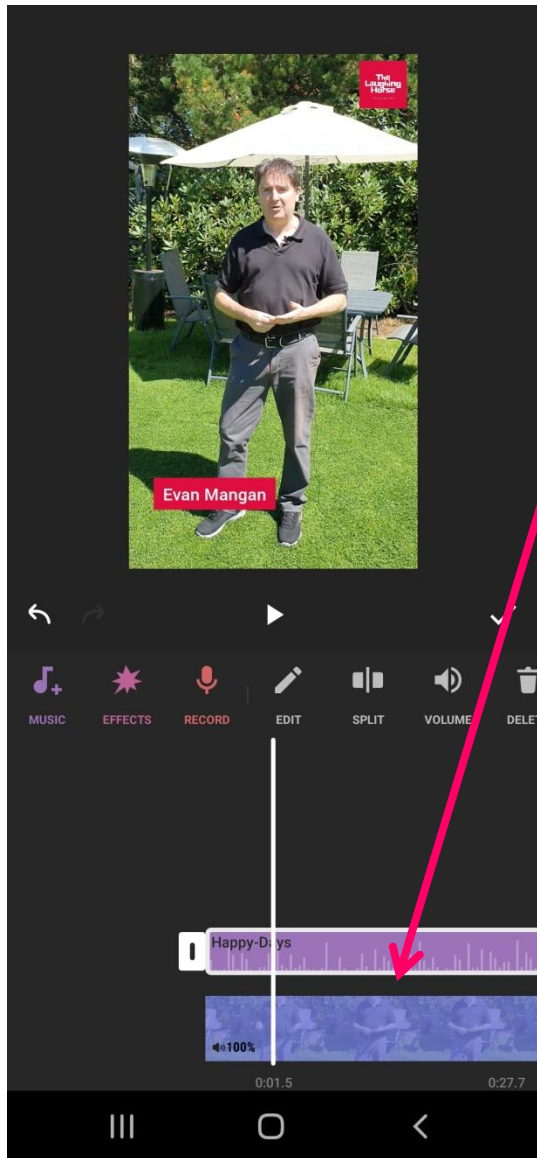 The
Laughing
Horse
Evan Mangan
MUSIC
EFFECTS
RECORD
EDIT
SPLIT
VOLUME
DELET
Happy-Days
100%
0:01.5
0:27.7